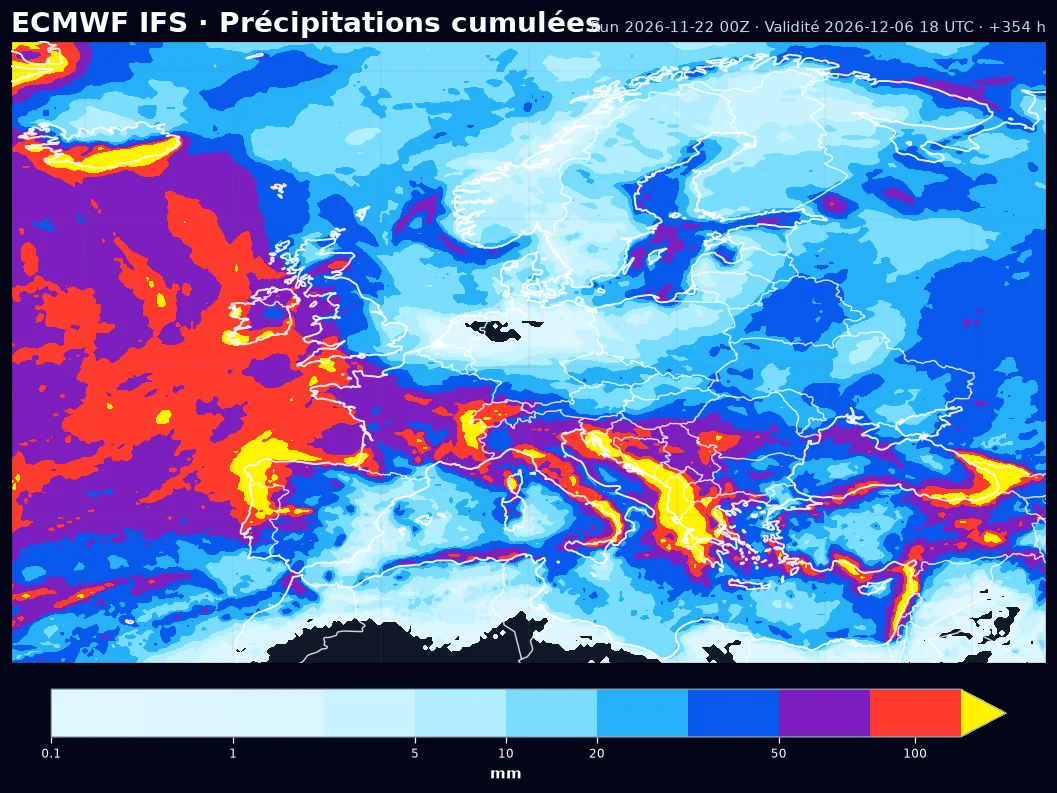 ECMWF IFS · Précipitations cumulées
Run 2026-11-22 00Z · Validité 2026-12-06 18 UTC · +354 h
0.1 1 5 10 20 50 100
mm